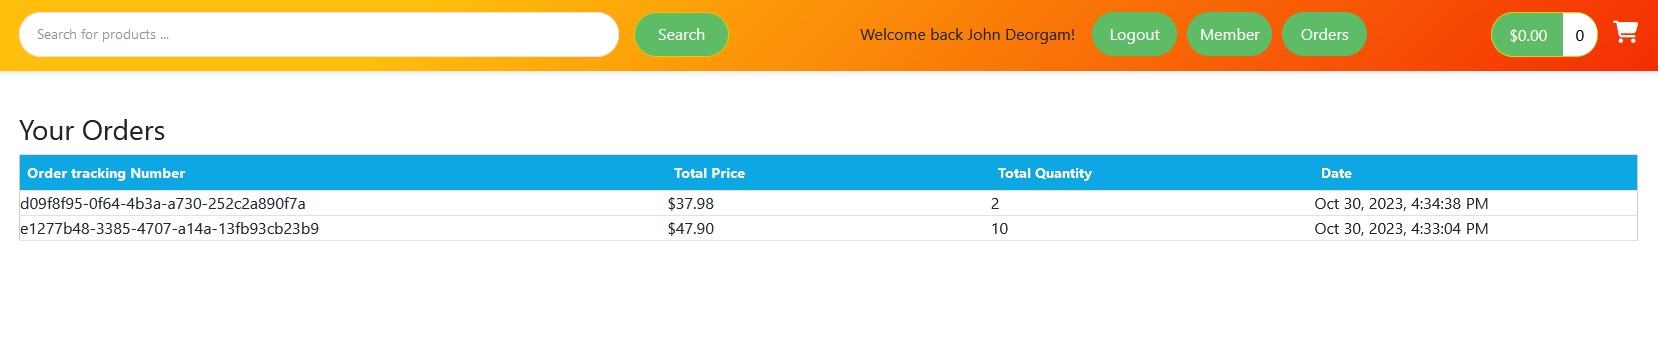 Search for products ... Search Welcome back John Deorgam! Logout Member Orders $0.00 0
Your Orders
Order tracking Number Total Price Total Quantity Date
d09f8f95-0f64-4b3a-a730-252c2a890f7a $37.98 2 Oct 30, 2023, 4:34:38 PM
e1277b48-3385-4707-a14a-13fb93cb23b9 $47.90 10 Oct 30, 2023, 4:33:04 PM